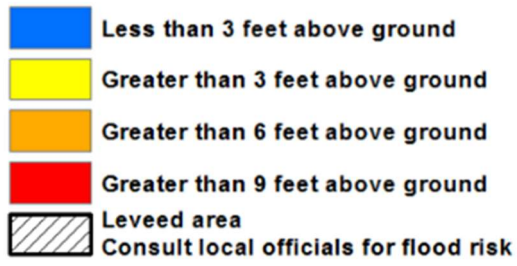 Less than 3 feet above ground
Greater than 3 feet above ground
Greater than 6 feet above ground
Greater than 9 feet above ground
Leveed area
Consult local officials for flood risk